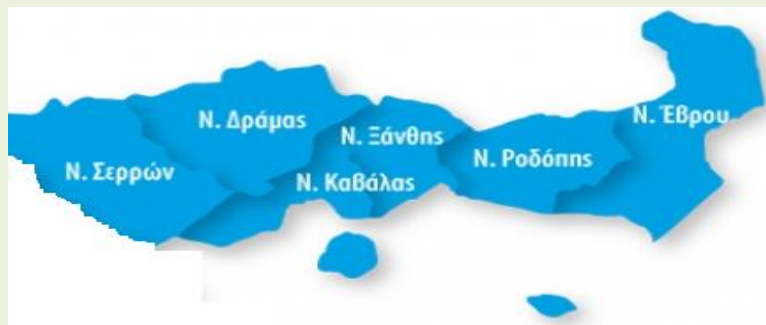 Ν. Σερρών
Ν. Δράμας
Ν. Καβάλας
Ν. Ξάνθης
Ν. Ροδόπης
Ν. Έβρου